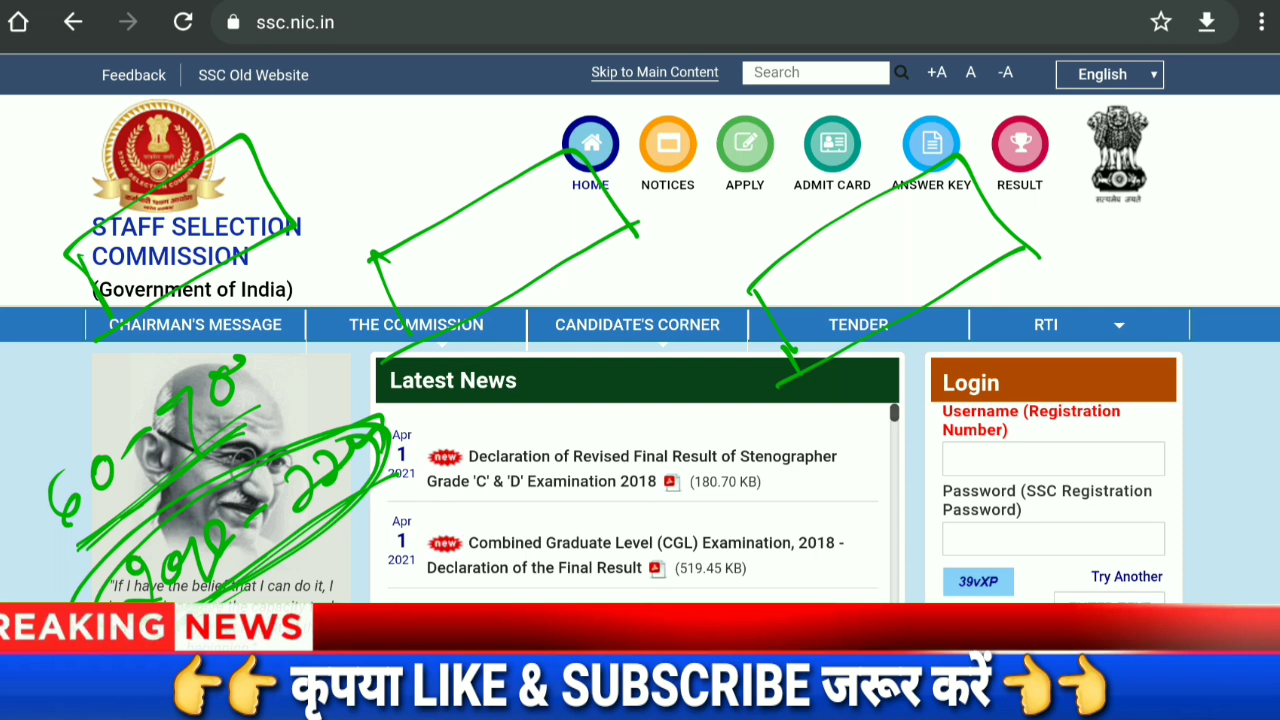 ssc.nic.in
Feedback SSC Old Website Skip to Main Content Search +A A -A English
STAFF SELECTION
COMMISSION
(Government of India)
HOME NOTICES APPLY ADMIT CARD ANSWER KEY RESULT
सत्यमेव जयते
CHAIRMAN'S MESSAGE THE COMMISSION CANDIDATE'S CORNER TENDER RTI
60-70
Latest News
Apr
1
2021
new Declaration of Revised Final Result of Stenographer
Grade 'C' & 'D' Examination 2018 (180.70 KB)
Apr
1
2021
new Combined Graduate Level (CGL) Examination, 2018 -
Declaration of the Final Result (519.45 KB)
Login
Username (Registration
Number)
Password (SSC Registration
Password)
39vXP Try Another
"If I have the belief that I can do it, I
REAKING NEWS
कृपया LIKE & SUBSCRIBE जरूर करें